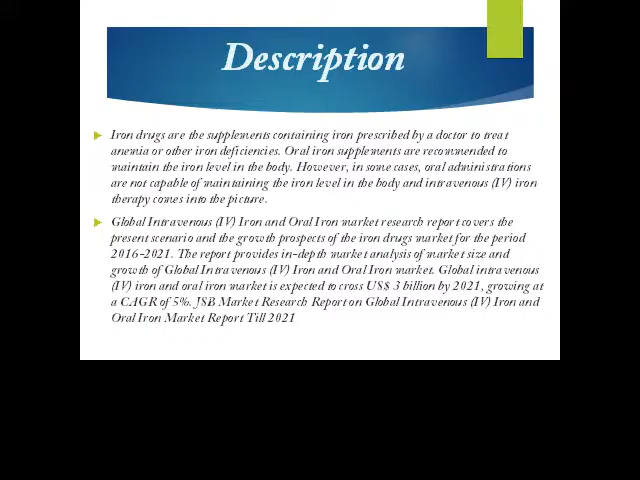 Description
Iron drugs are the supplements containing iron prescribed by a doctor to treat
anemia or other iron deficiencies. Oral iron supplements are recommended to
maintain the iron level in the body. However, in some cases, oral administrations
are not capable of maintaining the iron level in the body and intravenous (IV) iron
therapy comes into the picture.
Global Intravenous (IV) Iron and Oral Iron market research report covers the
present scenario and the growth prospects of the iron drugs market for the period
2016-2021. The report provides in-depth market analysis of market size and
growth of Global Intravenous (IV) Iron and Oral Iron market. Global intravenous
(IV) iron and oral iron market is expected to cross US$ 3 billion by 2021, growing at
a CAGR of 5%. JSB Market Research Report on Global Intravenous (IV) Iron and
Oral Iron Market Report Till 2021